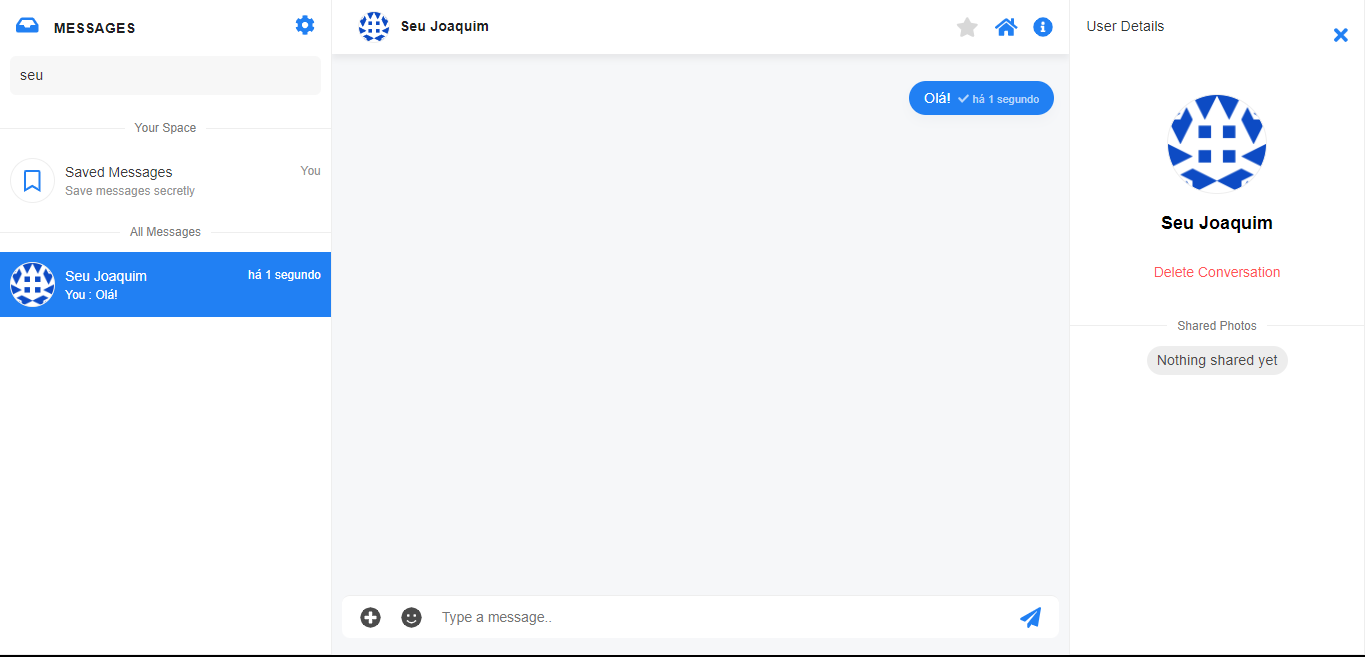 MESSAGES
seu
Your Space
Saved Messages
You
Save messages secretly
All Messages
Seu Joaquim
há 1 segundo
You : Olá!
Seu Joaquim
Olá! há 1 segundo
Type a message..
User Details
Seu Joaquim
Delete Conversation
Shared Photos
Nothing shared yet